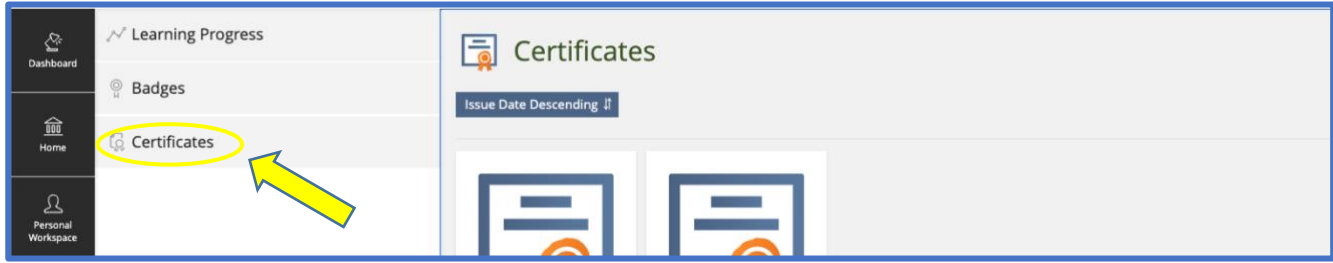 Dashboard
Home
Personal
Workspace
Learning Progress
Badges
Certificates
Certificates
Issue Date Descending